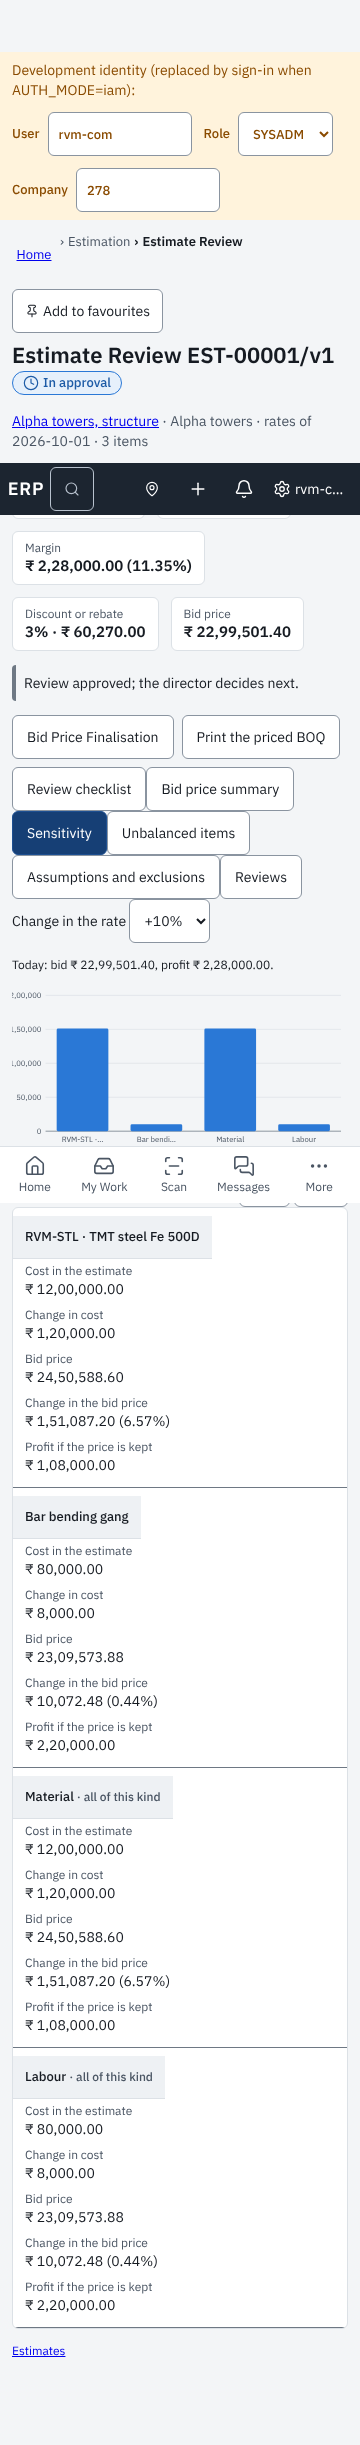 Development identity (replaced by sign-in when
AUTH_MODE=iam):
User rvm-com Role SYSADM
Company 278
Home › Estimation › Estimate Review
Add to favourites
Estimate Review EST-00001/v1
In approval
Alpha towers, structure · Alpha towers · rates of
2026-10-01 · 3 items
ERP rvm-c...
Margin
₹ 2,28,000.00 (11.35%)
Discount or rebate
3% · ₹ 60,270.00
Bid price
₹ 22,99,501.40
Review approved; the director decides next.
Bid Price Finalisation
Print the priced BOQ
Review checklist
Bid price summary
Sensitivity
Unbalanced items
Assumptions and exclusions
Reviews
Change in the rate +10%
Today: bid ₹ 22,99,501.40, profit ₹ 2,28,000.00.
50,000
0
RVM-STL -...
Bar bendi...
Material
Labour
Home
My Work
Scan
Messages
More
RVM-STL · TMT steel Fe 500D
Cost in the estimate
₹ 12,00,000.00
Change in cost
₹ 1,20,000.00
Bid price
₹ 24,50,588.60
Change in the bid price
₹ 1,51,087.20 (6.57%)
Profit if the price is kept
₹ 1,08,000.00
Bar bending gang
Cost in the estimate
₹ 80,000.00
Change in cost
₹ 8,000.00
Bid price
₹ 23,09,573.88
Change in the bid price
₹ 10,072.48 (0.44%)
Profit if the price is kept
₹ 2,20,000.00
Material · all of this kind
Cost in the estimate
₹ 12,00,000.00
Change in cost
₹ 1,20,000.00
Bid price
₹ 24,50,588.60
Change in the bid price
₹ 1,51,087.20 (6.57%)
Profit if the price is kept
₹ 1,08,000.00
Labour · all of this kind
Cost in the estimate
₹ 80,000.00
Change in cost
₹ 8,000.00
Bid price
₹ 23,09,573.88
Change in the bid price
₹ 10,072.48 (0.44%)
Profit if the price is kept
₹ 2,20,000.00
Estimates